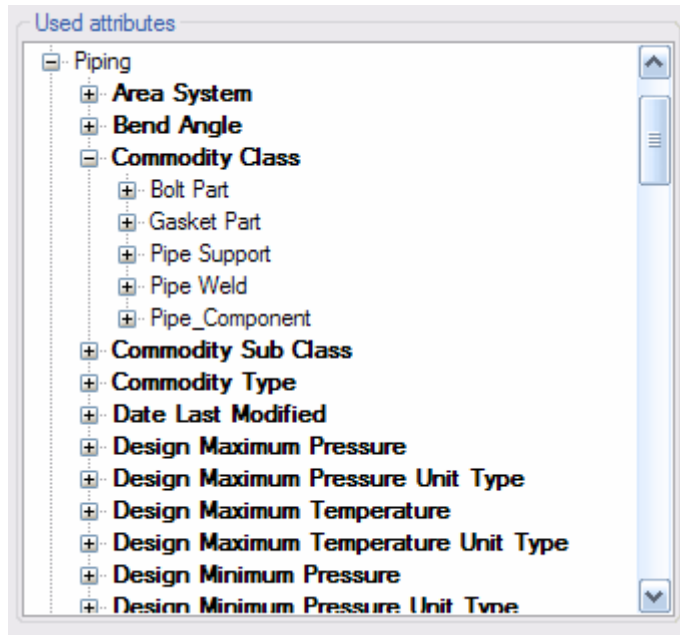 Used attributes
Piping
Area System
Bend Angle
Commodity Class
Bolt Part
Gasket Part
Pipe Support
Pipe Weld
Pipe_Component
Commodity Sub Class
Commodity Type
Date Last Modified
Design Maximum Pressure
Design Maximum Pressure Unit Type
Design Maximum Temperature
Design Maximum Temperature Unit Type
Design Minimum Pressure
Design Minimum Pressure Unit Type